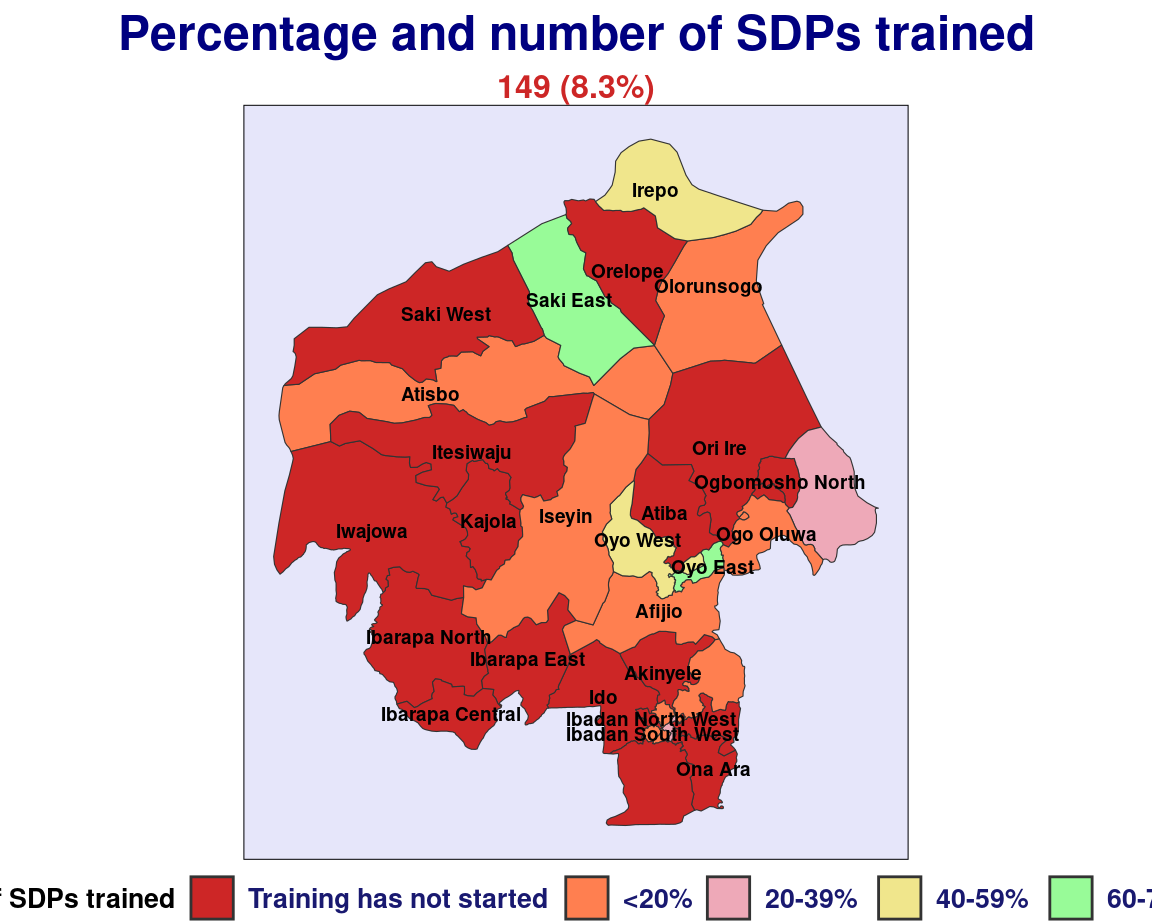 Percentage and number of SDPs trained
149 (8.3%)
Irepo
Orelope
Olorunsogo
Saki East
Saki West
Atisbo
Ori Ire
Itesiwaju
Ogbomosho North
Atiba
Iseyin
Kajola
Iwajowa
Ogo Oluwa
Oyo West
Oyo East
Afijio
Ibarapa North
Ibarapa East
Akinyele
Ido
Ibarapa Central
Ibadan North West
Ibadan South West
Ona Ara
SDPs trained Training has not started <20% 20-39% 40-59%